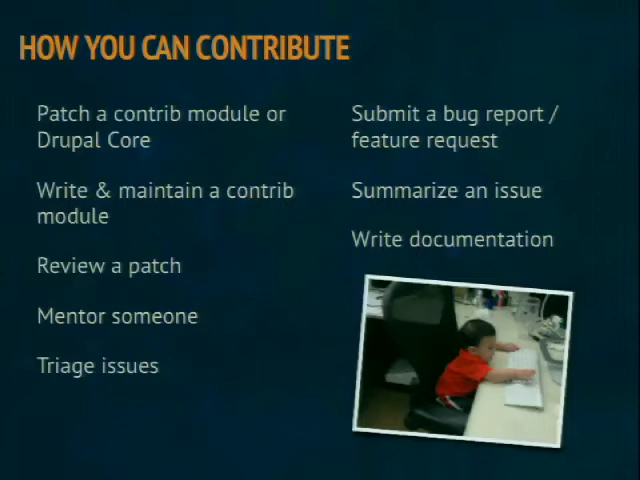 HOW YOU CAN CONTRIBUTE
Patch a contrib module or
Drupal Core
Write & maintain a contrib
module
Review a patch
Mentor someone
Triage issues
Submit a bug report /
feature request
Summarize an issue
Write documentation